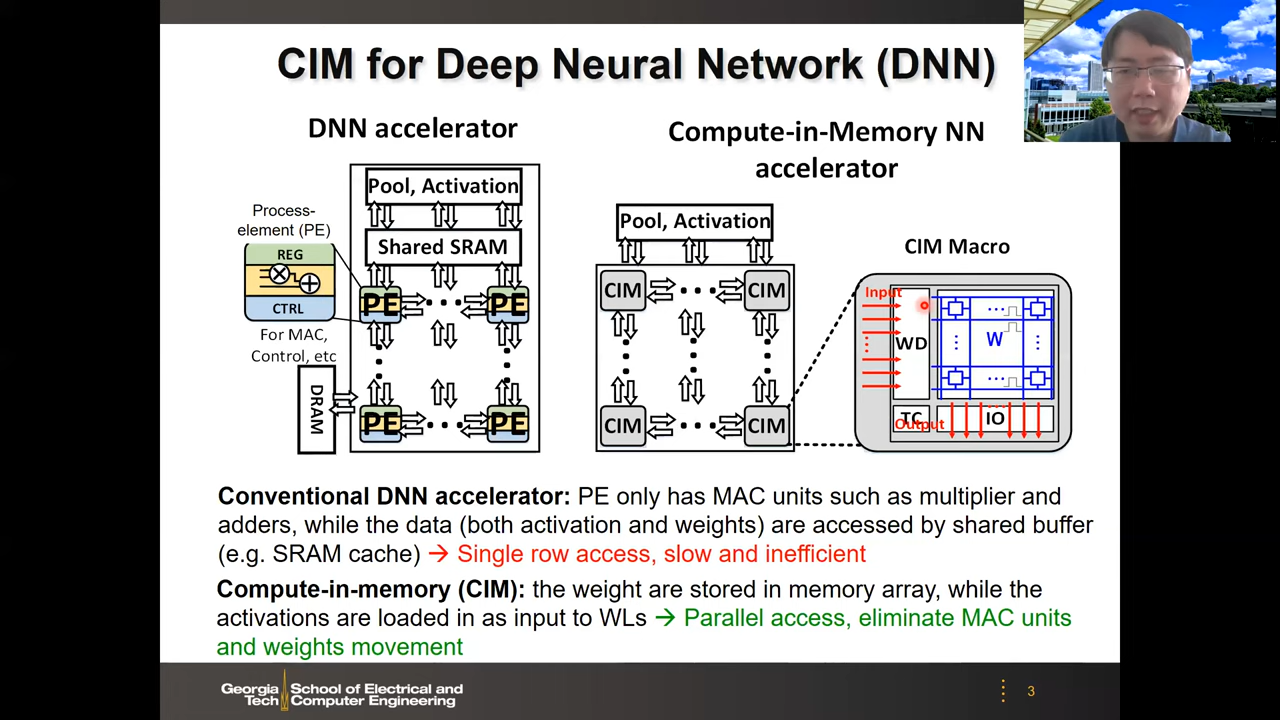 CIM for Deep Neural Network (DNN)
DNN accelerator
Pool, Activation
Shared SRAM
Process-
element (PE)
REG
CTRL
For MAC,
Control, etc
PE
PE
PE
PE
DRAM
Compute-in-Memory NN
accelerator
Pool, Activation
CIM
CIM
CIM
CIM
CIM Macro
Input
WD
W
TC
Output
IO
Conventional DNN accelerator: PE only has MAC units such as multiplier and
adders, while the data (both activation and weights) are accessed by shared buffer
(e.g. SRAM cache) → Single row access, slow and inefficient
Compute-in-memory (CIM): the weight are stored in memory array, while the
activations are loaded in as input to WLs → Parallel access, eliminate MAC units
and weights movement
Georgia
Tech
School of Electrical and
Computer Engineering
3